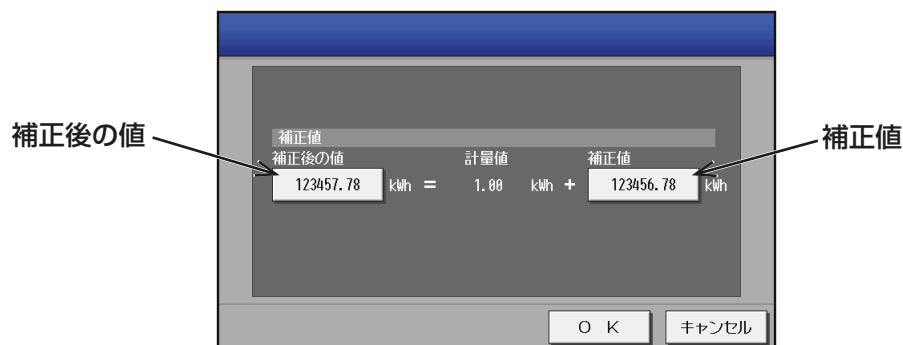 補正後の値
補正値
補正値
補正後の値 計量値 補正値
123457.78 kWh = 1.00 kWh + 123456.78 kWh
O K キャンセル